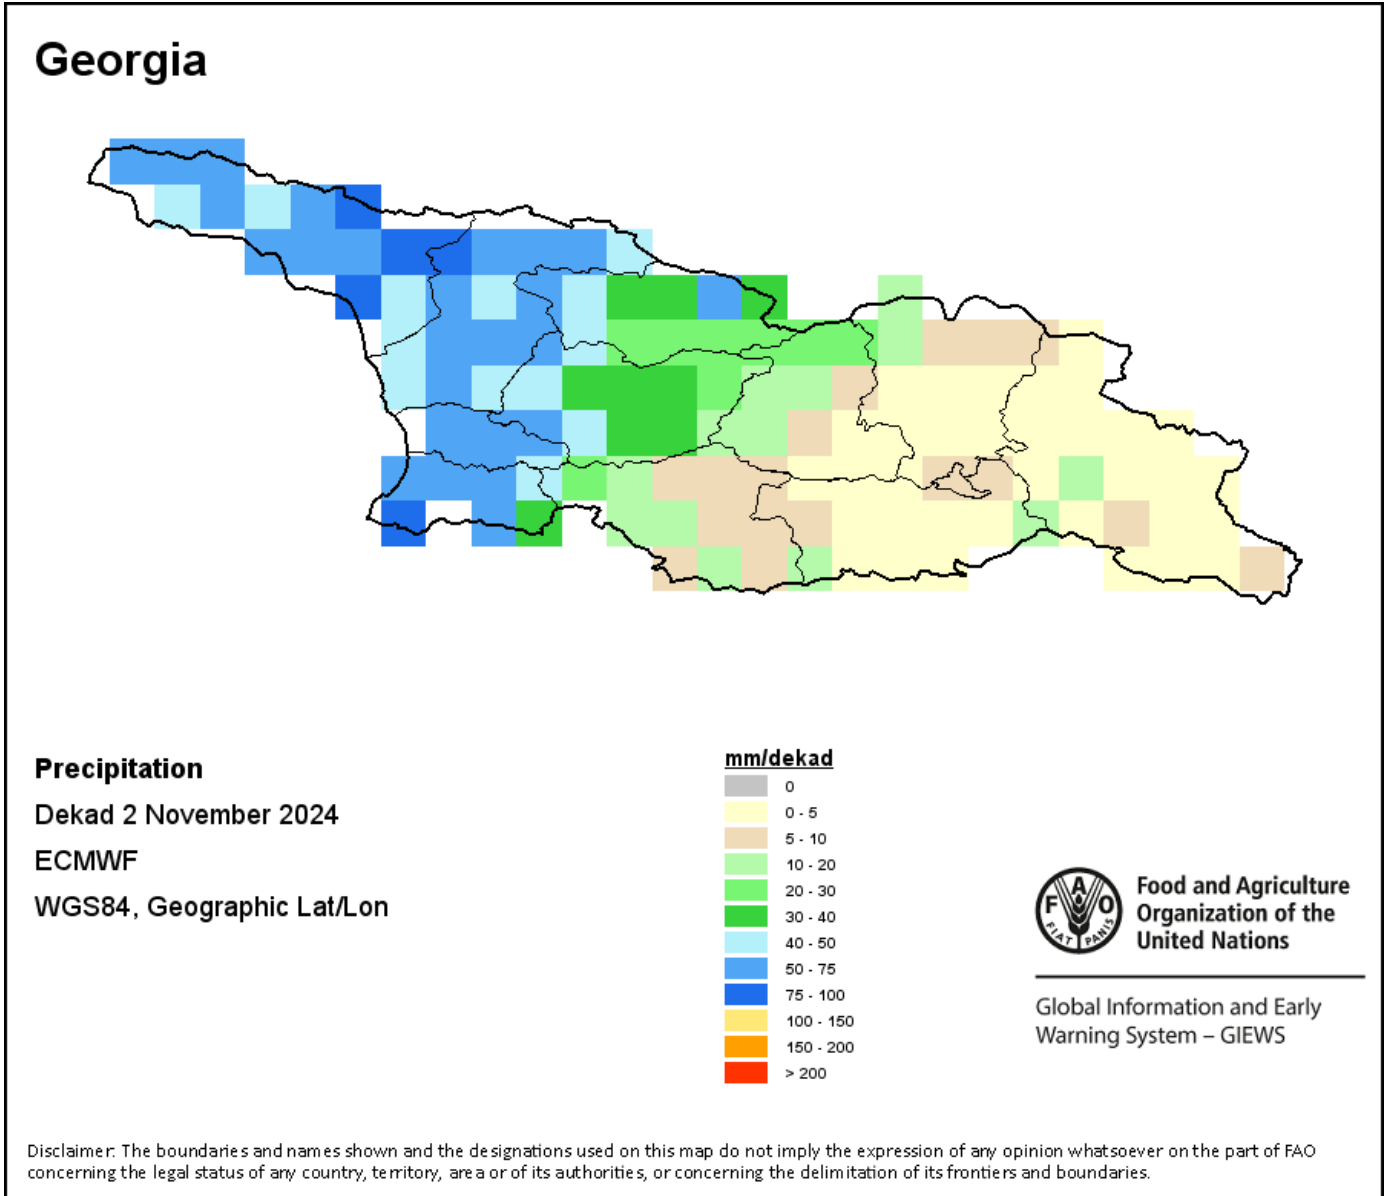 Georgia
Precipitation
Dekad 2 November 2024
ECMWF
WGS84, Geographic Lat/Lon
mm/dekad
0
0 - 5
5 - 10
10 - 20
20 - 30
30 - 40
40 - 50
50 - 75
75 - 100
100 - 150
150 - 200
> 200
F A O
FIAT PANIS
Food and Agriculture
Organization of the
United Nations
Global Information and Early
Warning System – GIEWS
Disclaimer: The boundaries and names shown and the designations used on this map do not imply the expression of any opinion whatsoever on the part of FAO
concerning the legal status of any country, territory, area or of its authorities, or concerning the delimitation of its frontiers and boundaries.